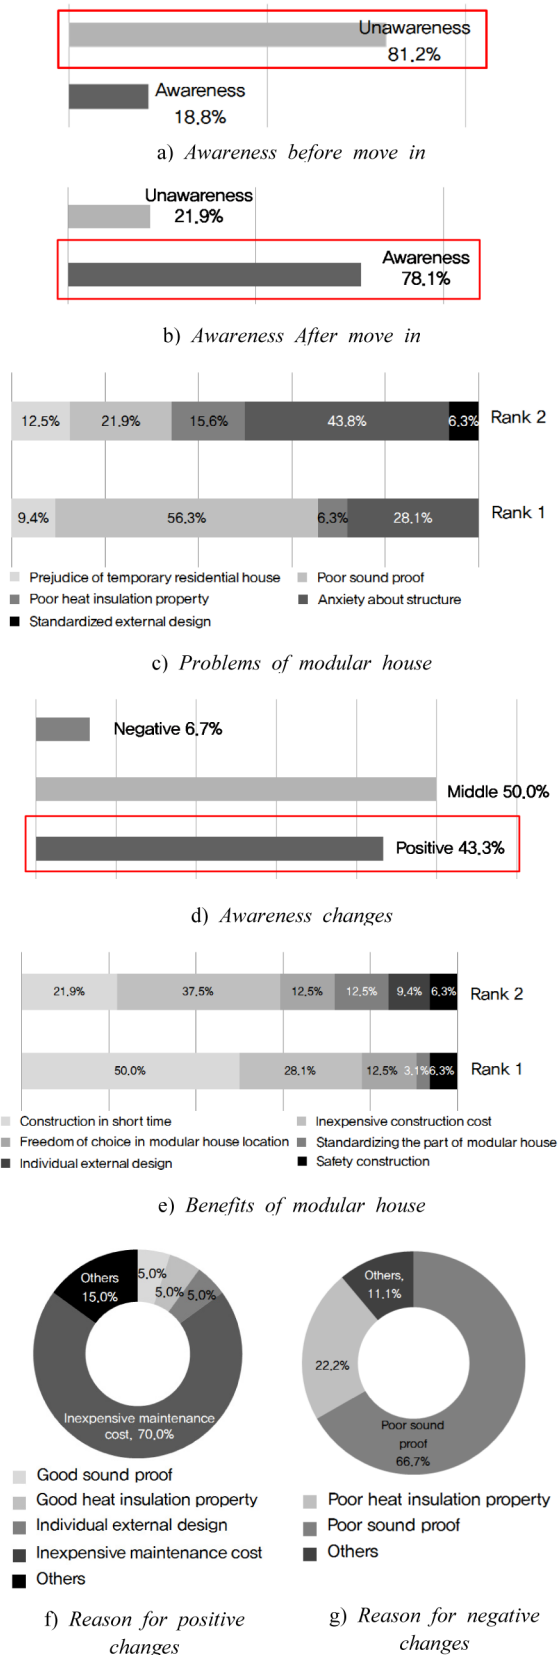 Unawareness
81.2%
Awareness
18.8%
a) Awareness before move in
Unawareness
21.9%
Awareness
78.1%
b) Awareness After move in
12.5% 21.9% 15.6% 43.8% 6.3% Rank 2
9.4% 56.3% 6.3% 28.1% Rank 1
Prejudice of temporary residential house Poor sound proof
Poor heat insulation property Anxiety about structure
Standardized external design
c) Problems of modular house
Negative 6.7%
Middle 50.0%
Positive 43.3%
d) Awareness changes
21.9% 37.5% 12.5% 12.5% 9.4% 6.3% Rank 2
50.0% 28.1% 12.5% 3.1% 6.3% Rank 1
Construction in short time Inexpensive construction cost
Freedom of choice in modular house location Standardizing the part of modular house
Individual external design Safety construction
e) Benefits of modular house
Others
15.0%
5.0%
5.0%
5.0%
Inexpensive maintenance
cost, 70.0%
Good sound proof
Good heat insulation property
Individual external design
Inexpensive maintenance cost
Others
f) Reason for positive
changes
Others,
11.1%
22.2%
Poor sound
proof
66.7%
Poor heat insulation property
Poor sound proof
Others
g) Reason for negative
changes